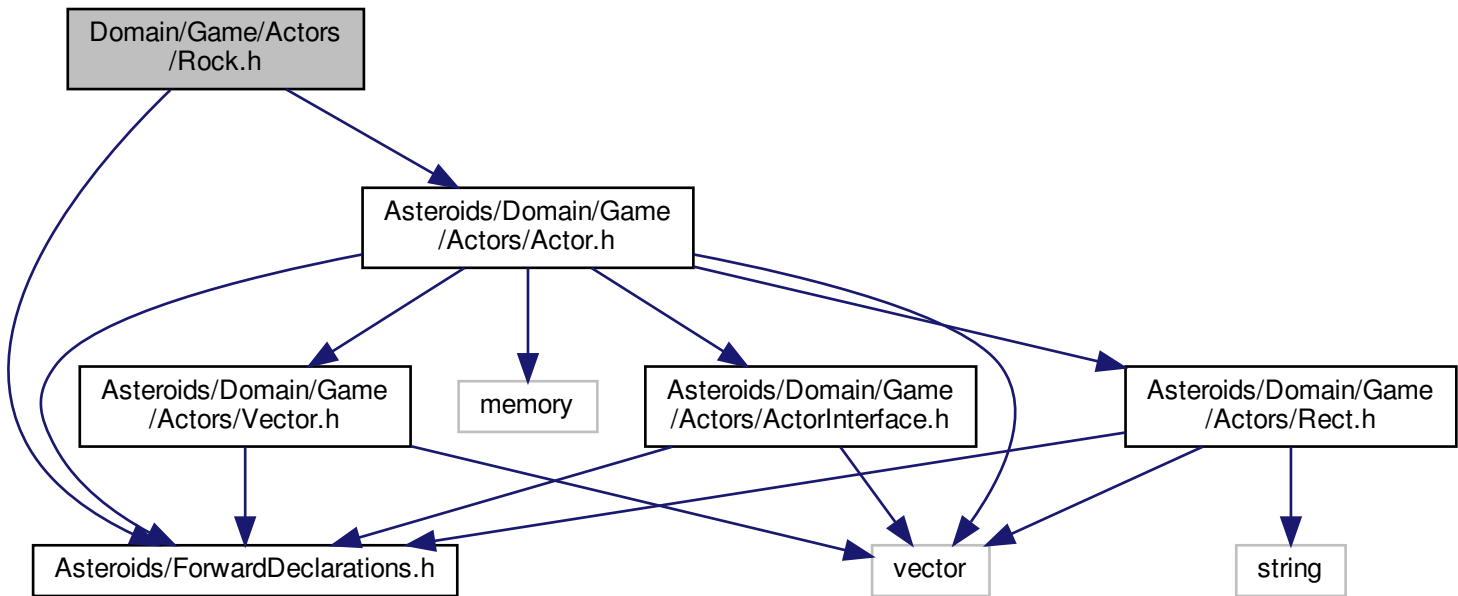 Domain/Game/Actors
/Rock.h
Asteroids/Domain/Game
/Actors/Actor.h
Asteroids/Domain/Game
/Actors/Vector.h
memory
Asteroids/Domain/Game
/Actors/ActorInterface.h
Asteroids/Domain/Game
/Actors/Rect.h
Asteroids/ForwardDeclarations.h
vector
string